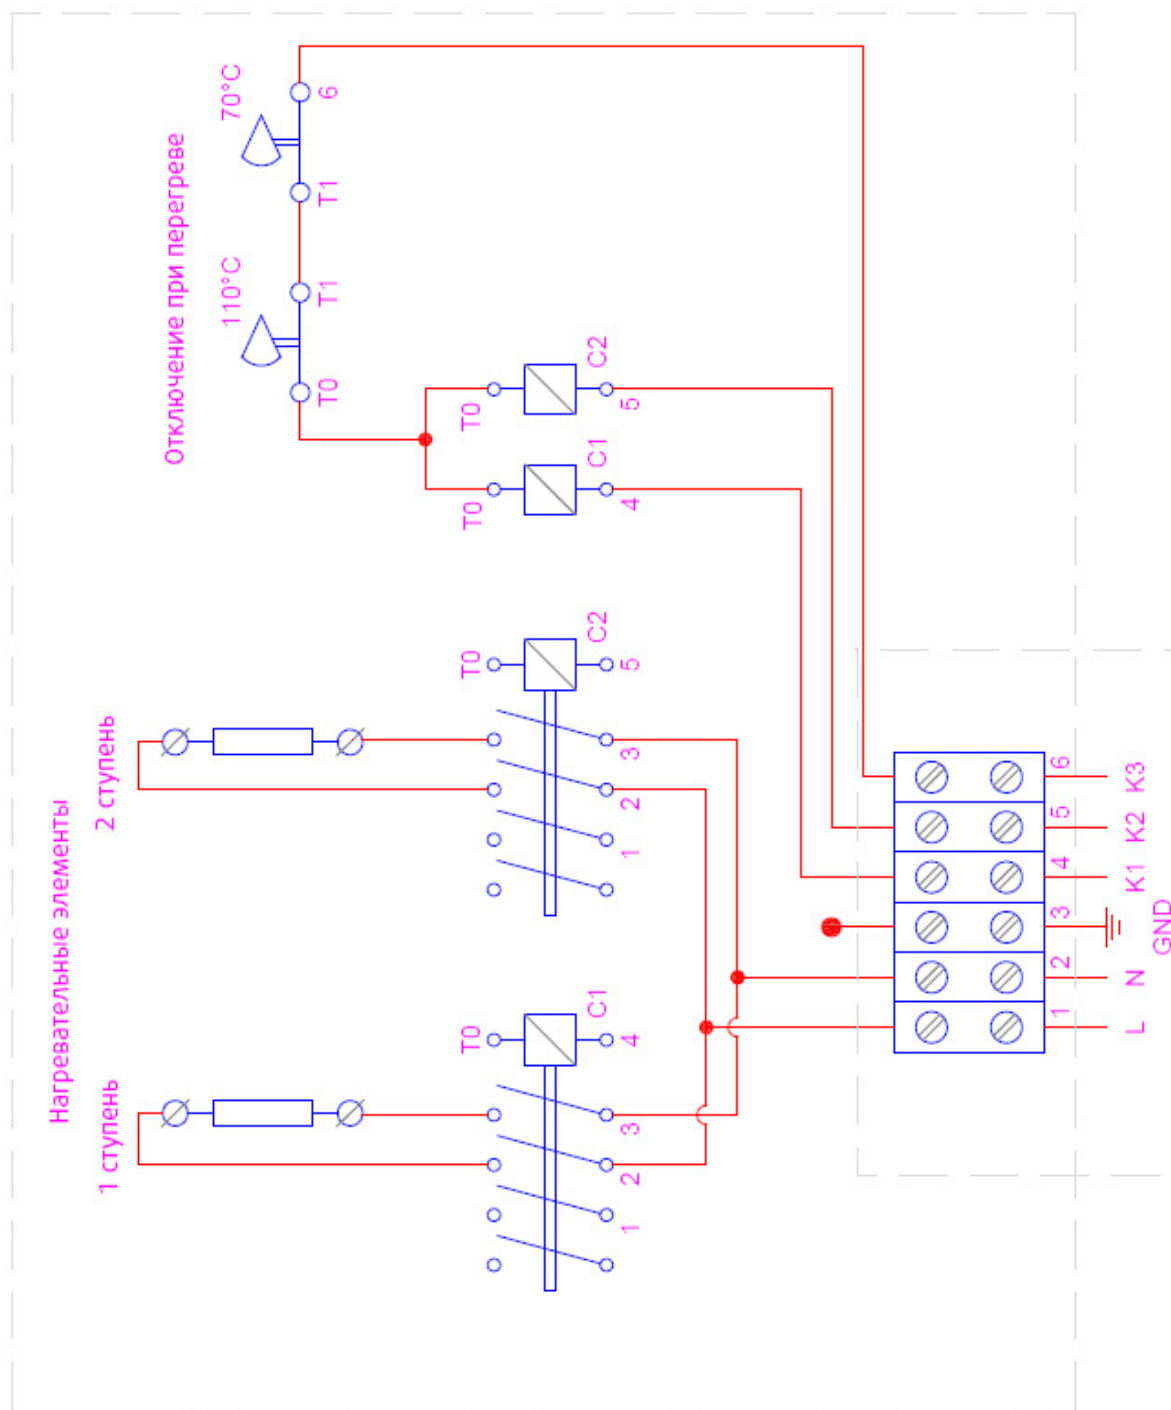 Нагревательные элементы
1 ступень
2 ступень
Отключение при перегреве
110°C
70°C
T0
T1
T1
6
T0
C1
4
T0
C2
5
T0
C1
4
3
2
1
T0
C2
5
3
2
1
1
2
3
4
5
6
L
N
GND
K1
K2
K3